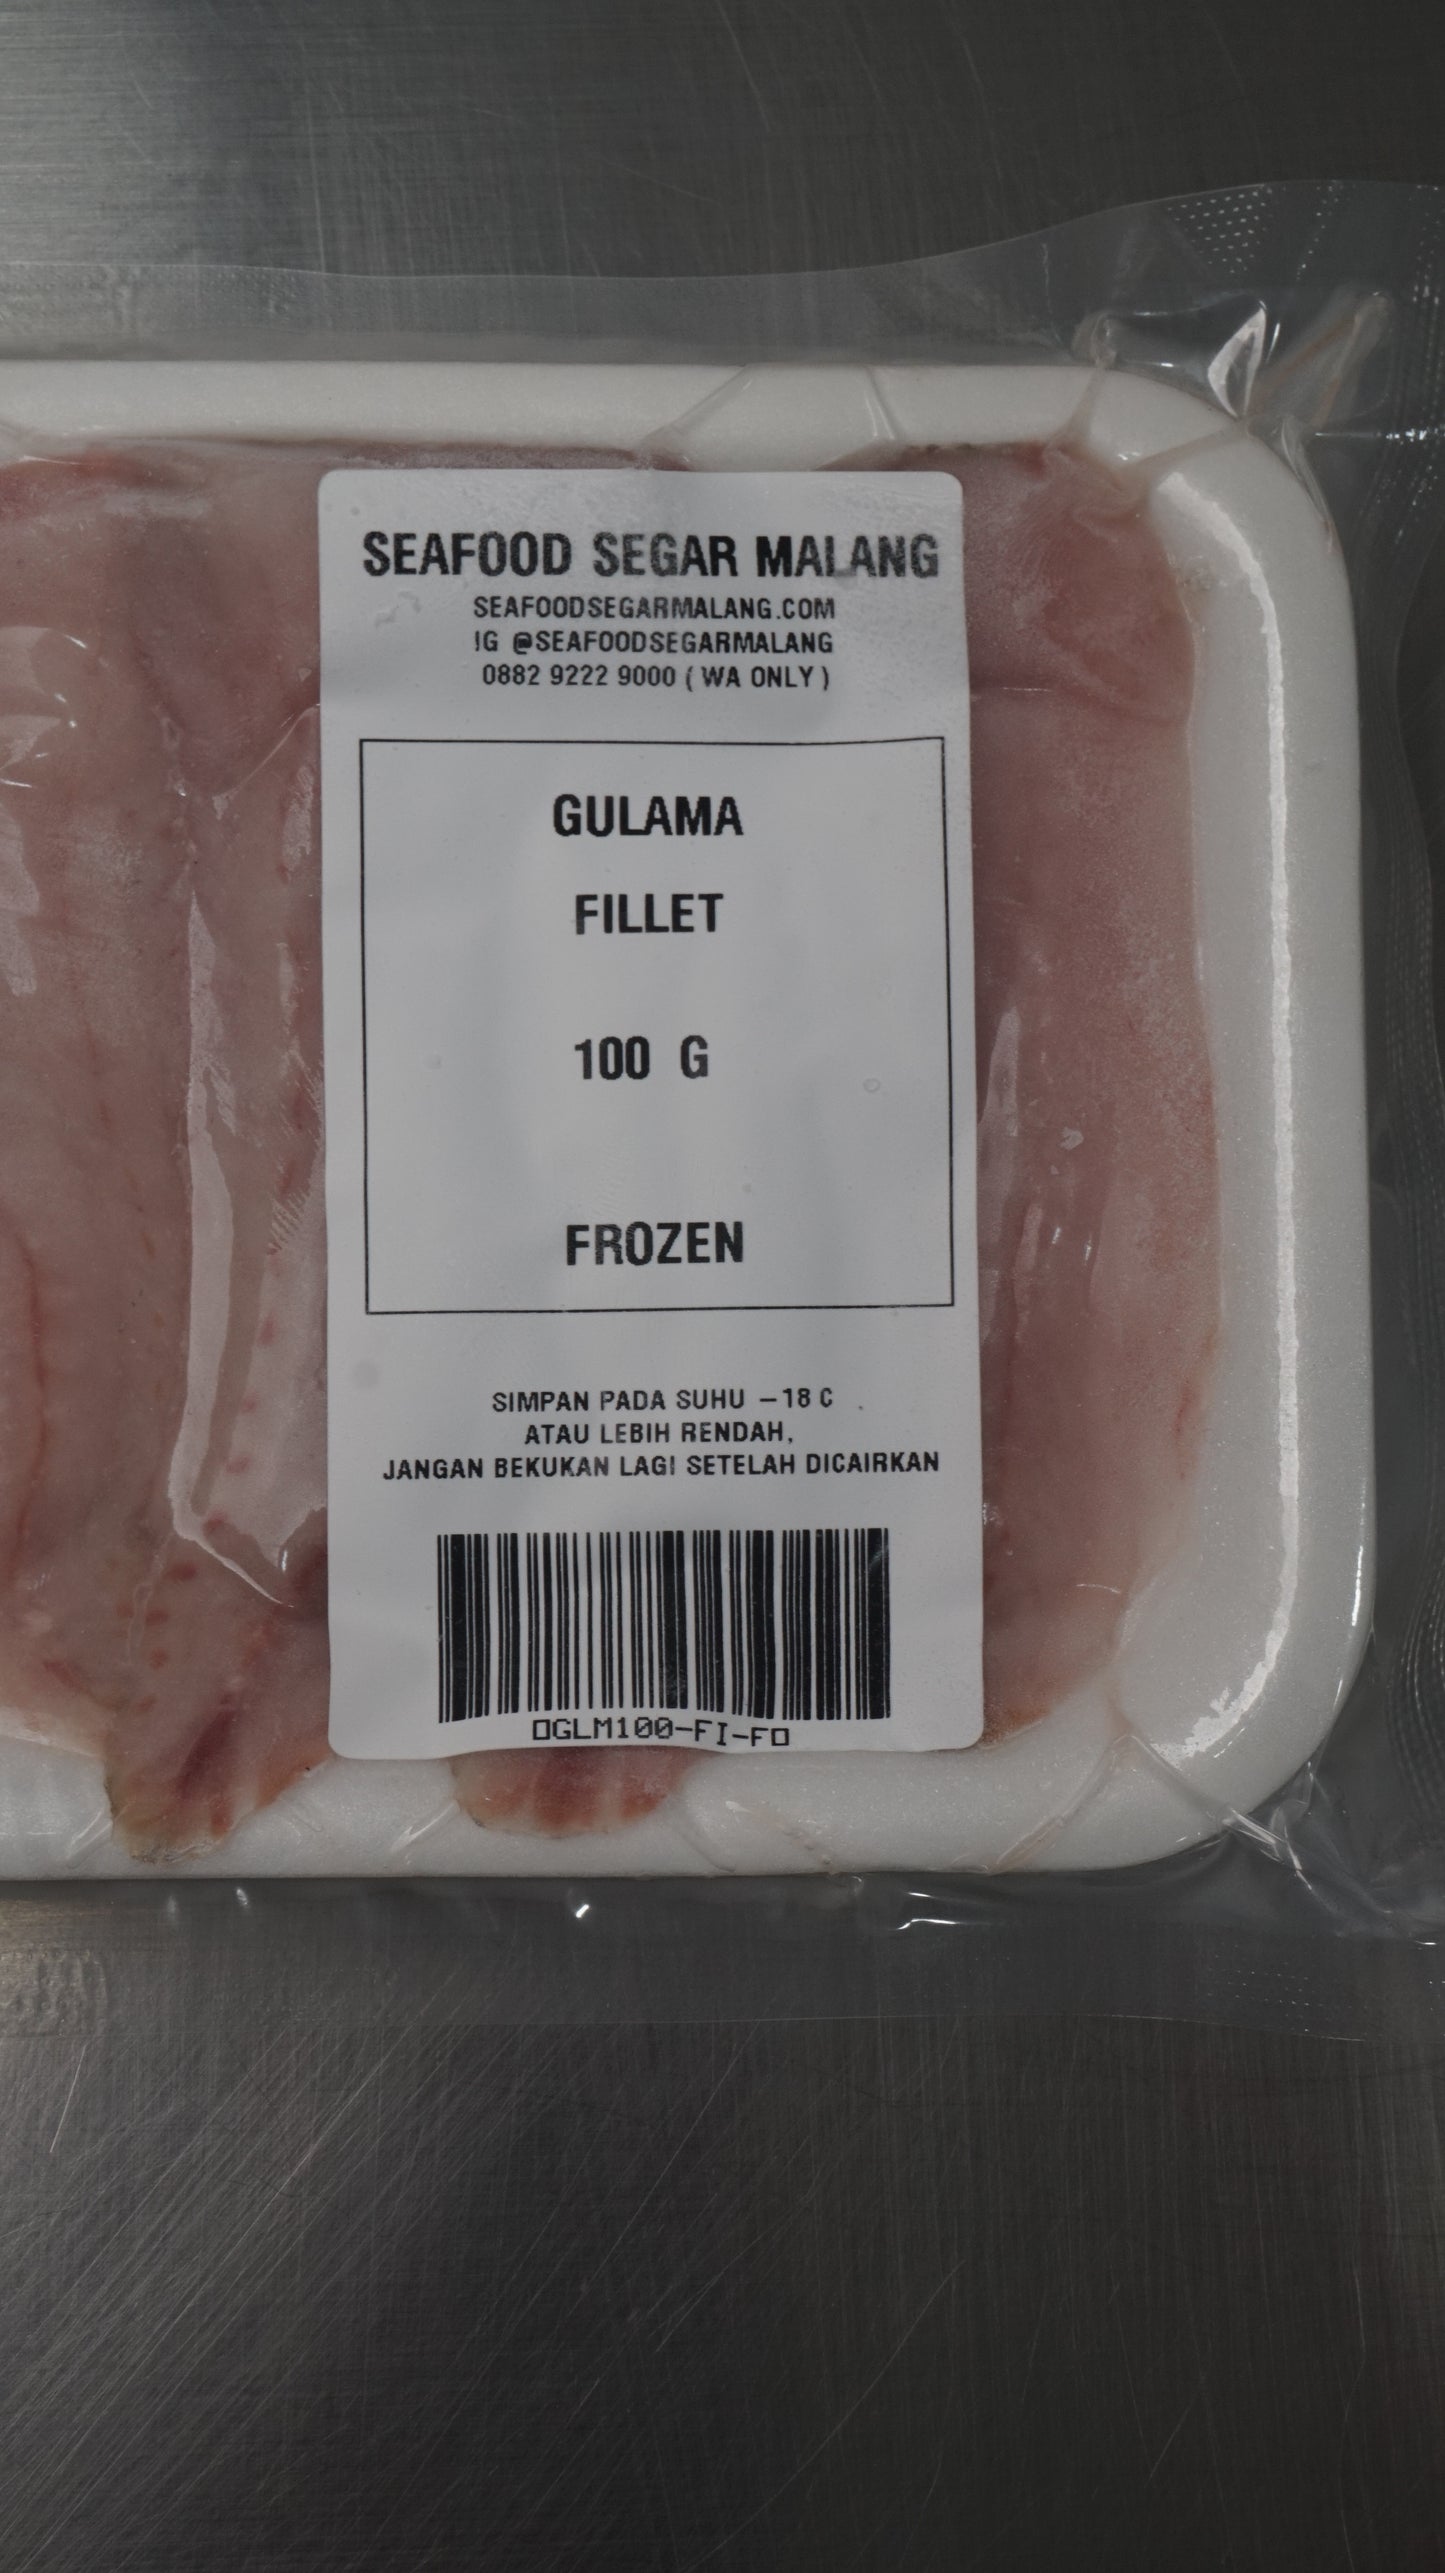 SEAFOOD SEGAR MALANG
SEAFOODSEGARMALANG.COM
IG @SEAFOODSEGARMALANG
0882 9222 9000 ( WA ONLY )
GULAMA
FILLET
100 G
FROZEN
SIMPAN PADA SUHU -18 C
ATAU LEBIH RENDAH,
JANGAN BEKUKAN LAGI SETELAH DICAIRKAN
OGLM100-FI-FO